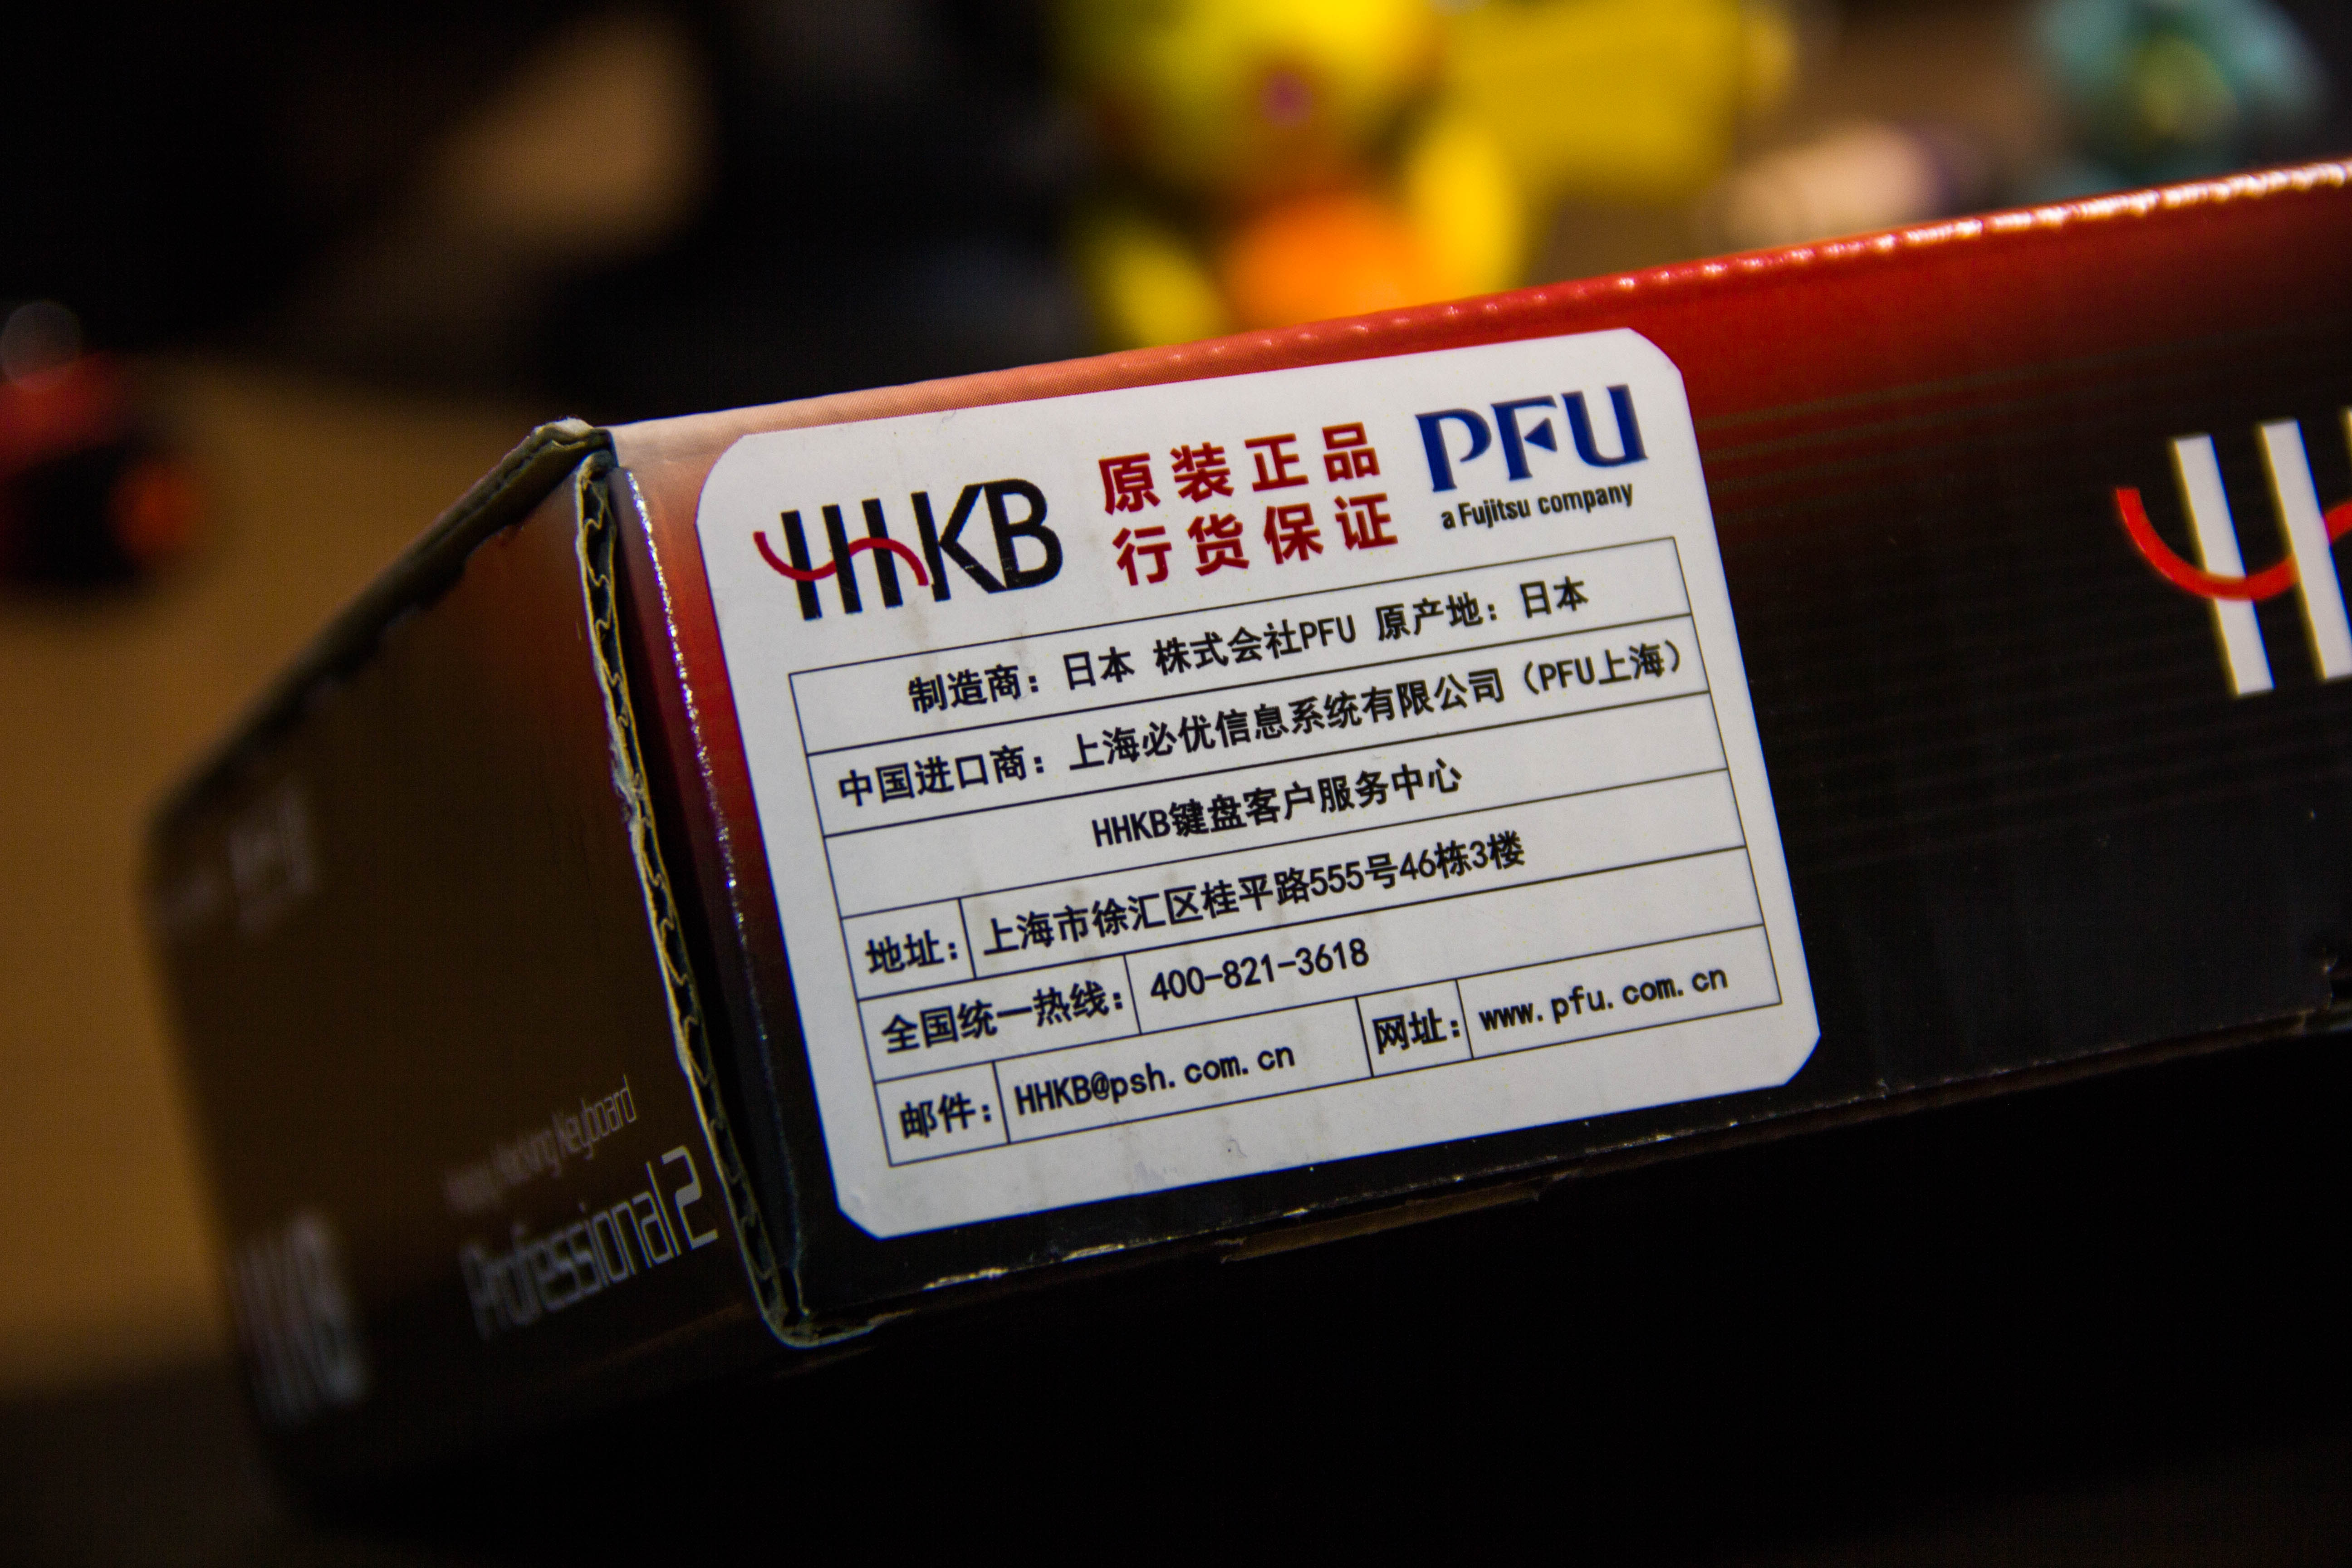 HHKB
原装正品
行货保证
PFU
a Fujitsu company
制造商：日本 株式会社PFU 原产地：日本
中国进口商：上海必优信息系统有限公司（PFU上海）
HHKB键盘客户服务中心
地址：上海市徐汇区桂平路555号46栋3楼
全国统一热线：400-821-3618
邮件：HHKB@psh.com.cn 网址：www.pfu.com.cn
Happy Hacking Keyboard
Professional 2
HHKB
HH